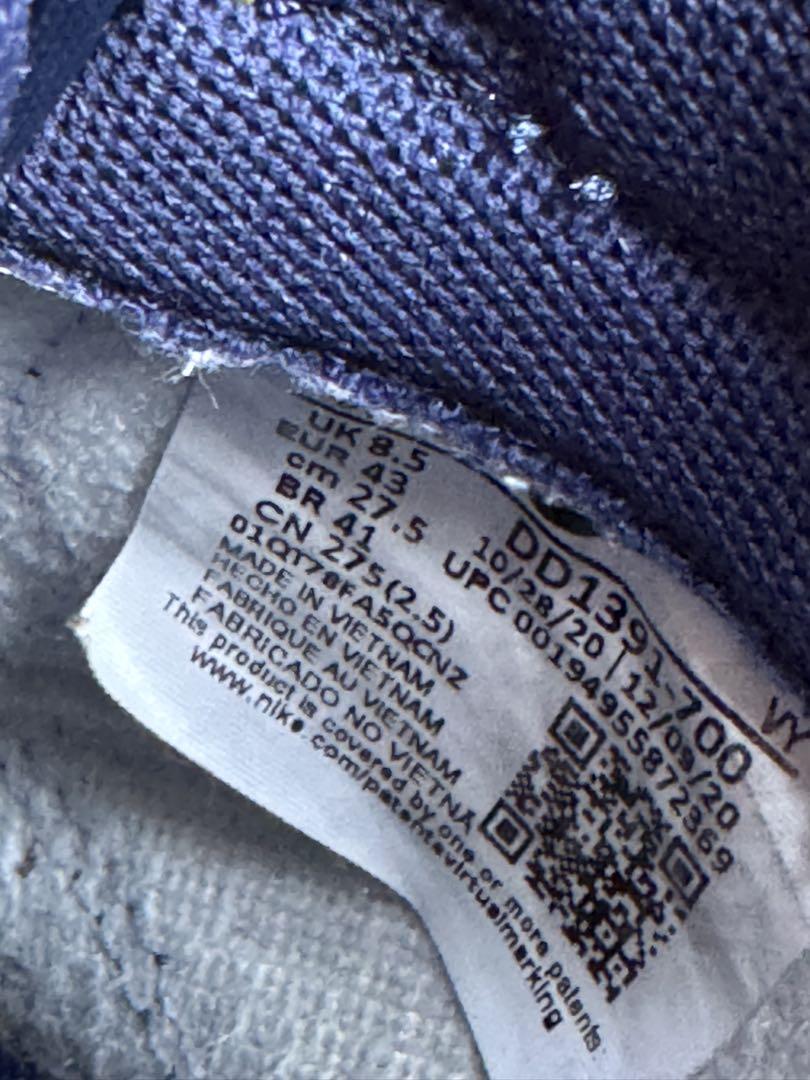 UK 8.5
EUR 43
cm 27.5
BR 41
CN 275(2.5)
MADE IN VIETNAM
HECHO EN VIETNAM
FABRIQUE AU VIETNAM
FABRICADO NO VIETNÃ
This product is covered by one or more patents
www.nike.com/patentsvirtualmarking
DD1391-700
10/28/20 | 12/09/20
UPC 00194955872369
VY